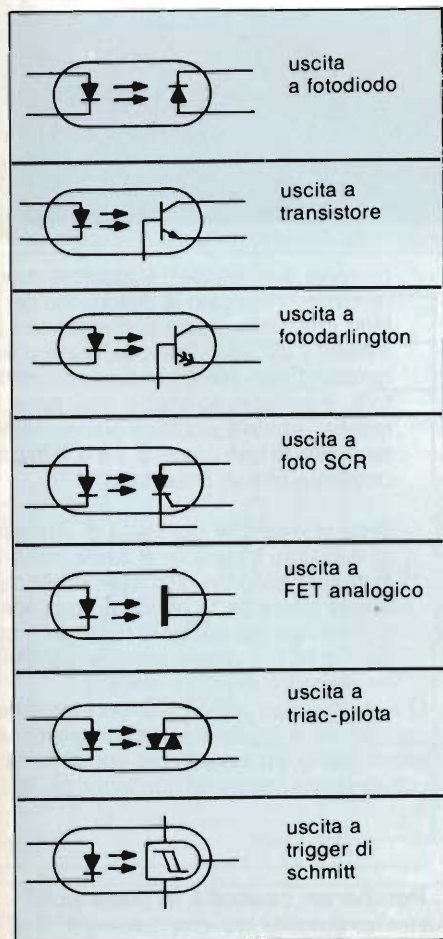 uscita
a fotodiodo
uscita a
transistore
uscita a
fotodarlington
uscita a
foto SCR
uscita a
FET analogico
uscita a
triac-pilota
uscita a
trigger di
schmitt